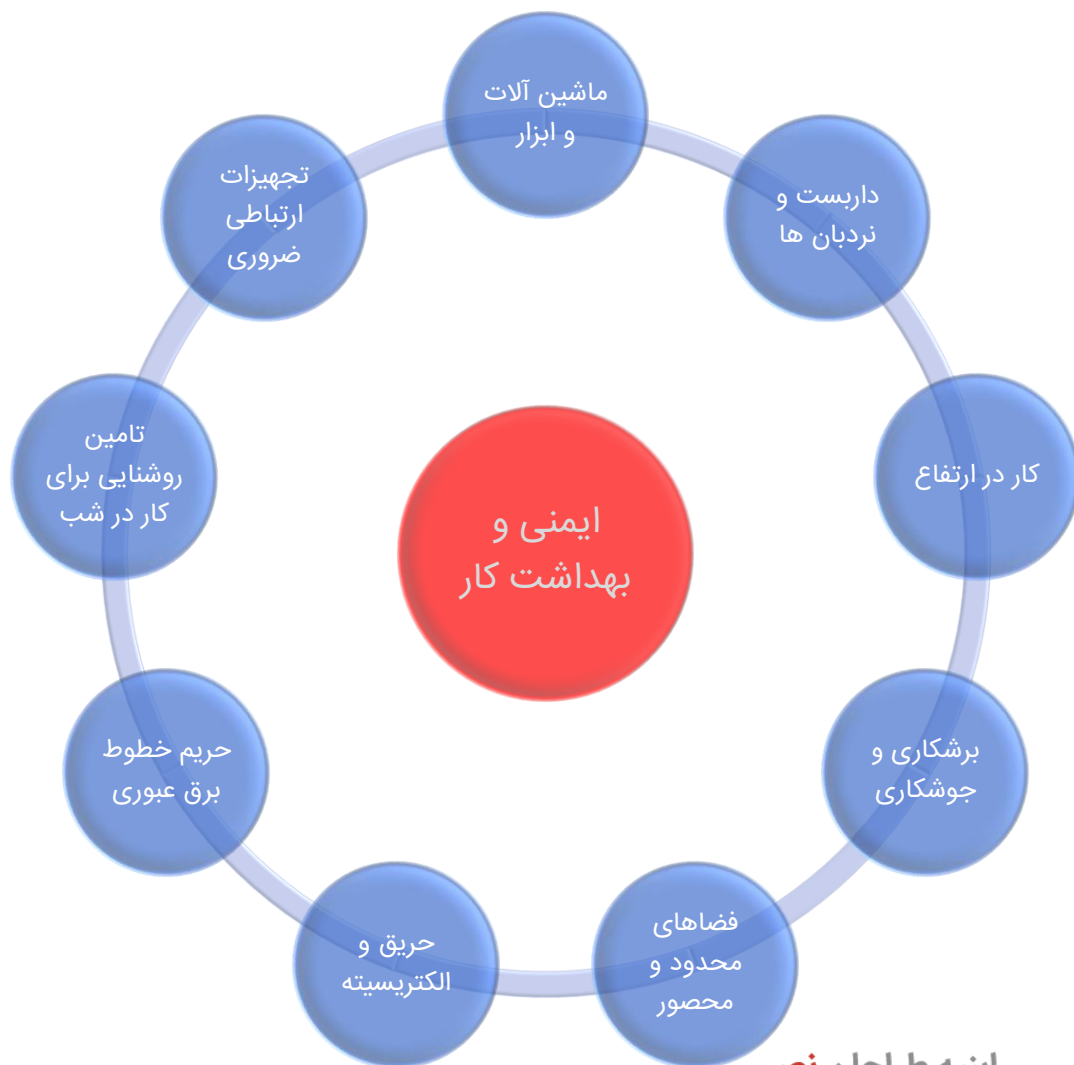 ماشین آلات
و ابزار
داربست و
نردبان ها
کار در ارتفاع
برشکاری و
جوشکاری
فضاهای
محدود و
محصور
حریق و
الکتریسیته
حریم خطوط
برق عبوری
تامین
روشنایی برای
کار در شب
تجهیزات
ارتباطی
ضروری
ایمنی و
بهداشت کار